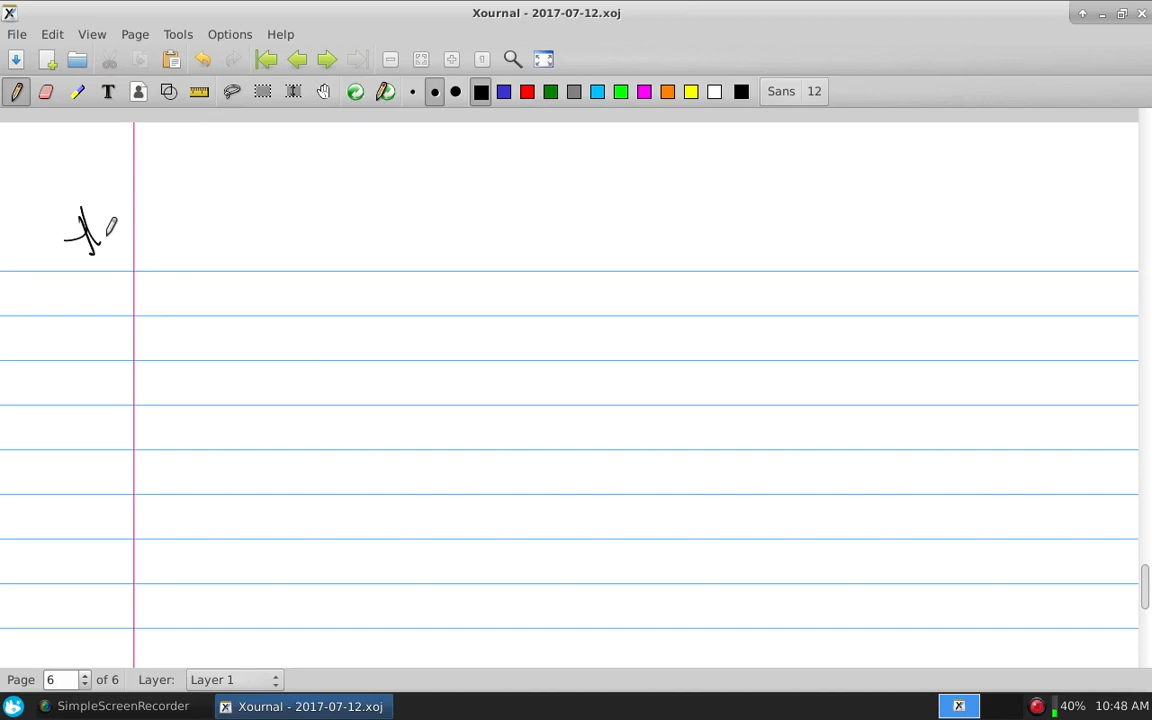 Xournal - 2017-07-12.xoj
File Edit View Page Tools Options Help
Sans 12
Page 6 of 6 Layer: Layer 1
SimpleScreenRecorder Xournal - 2017-07-12.xoj 40% 10:48 AM